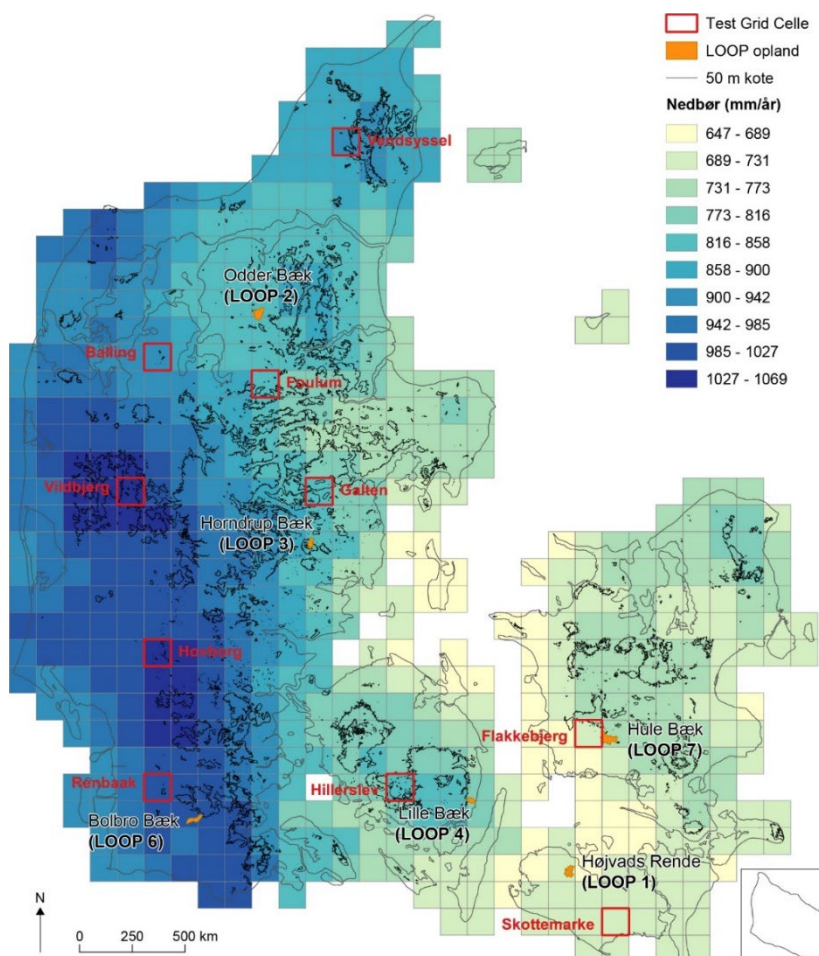 Test Grid Celle
LOOP opland
50 m kote
Nedbør (mm/år)
647 - 689
689 - 731
731 - 773
773 - 816
816 - 858
858 - 900
900 - 942
942 - 985
985 - 1027
1027 - 1069
Vendsyssel
Odder Bæk
(LOOP 2)
Balling
Foulum
Vildbjerg
Galten
Horndrup Bæk
(LOOP 3)
Hovborg
Flakkebjerg
Hule Bæk
(LOOP 7)
Rénbaak
Hillerslev
Bolbro Bæk
(LOOP 6)
Lille Bæk
(LOOP 4)
Højvads Rende
(LOOP 1)
Skottemarke
N
0 250 500 km